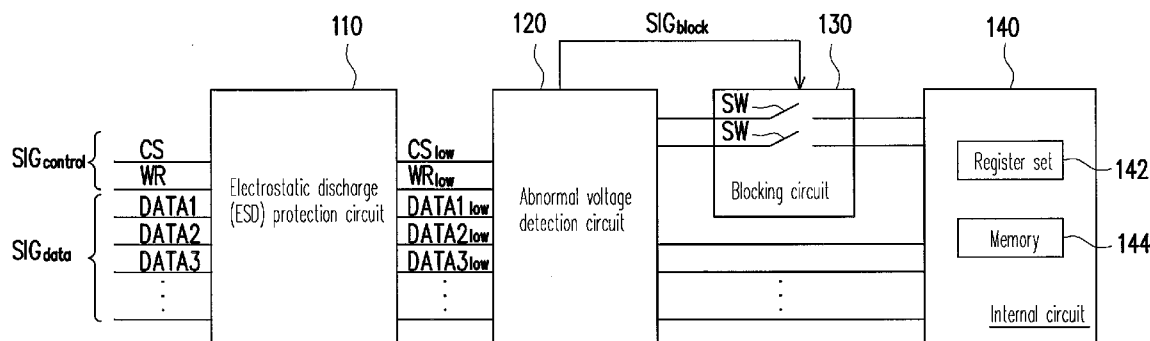 110
120
SIGblock
130
140
SW
SW
SIGcontrol
CS
WR
CSlow
WRlow
Electrostatic discharge
(ESD) protection circuit
Abnormal voltage
detection circuit
Blocking circuit
Register set
142
SIGdata
DATA1
DATA2
DATA3
DATA1low
DATA2low
DATA3low
Memory
144
Internal circuit